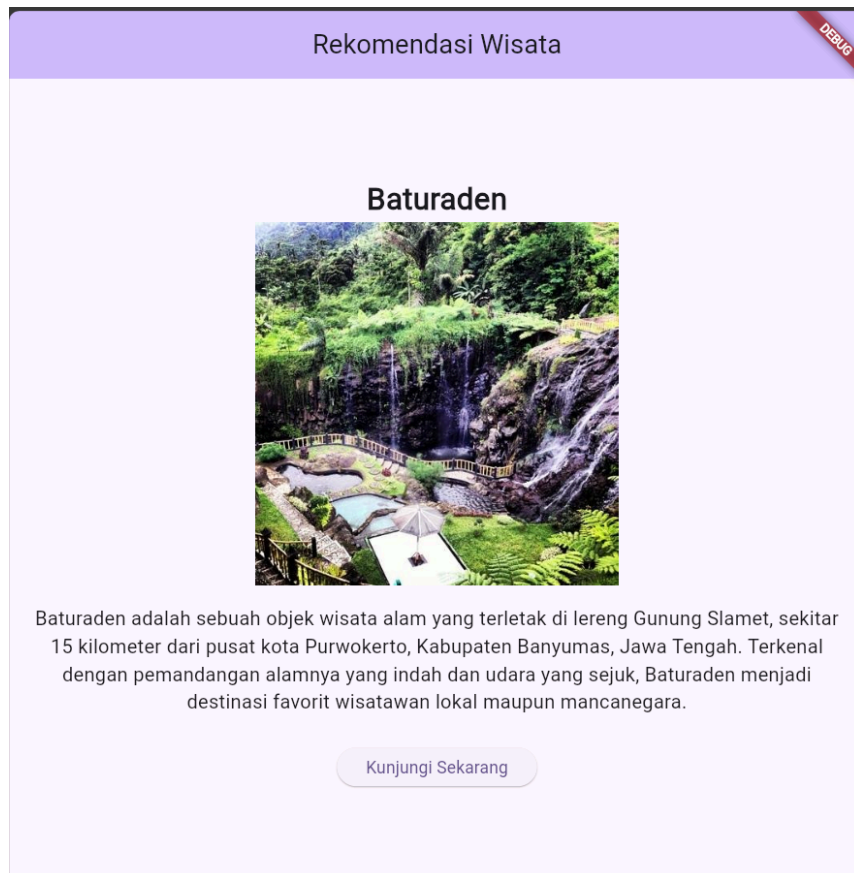 Rekomendasi Wisata
DEBUG
Baturaden
Baturaden adalah sebuah objek wisata alam yang terletak di lereng Gunung Slamet, sekitar
15 kilometer dari pusat kota Purwokerto, Kabupaten Banyumas, Jawa Tengah. Terkenal
dengan pemandangan alamnya yang indah dan udara yang sejuk, Baturaden menjadi
destinasi favorit wisatawan lokal maupun mancanegara.
Kunjungi Sekarang